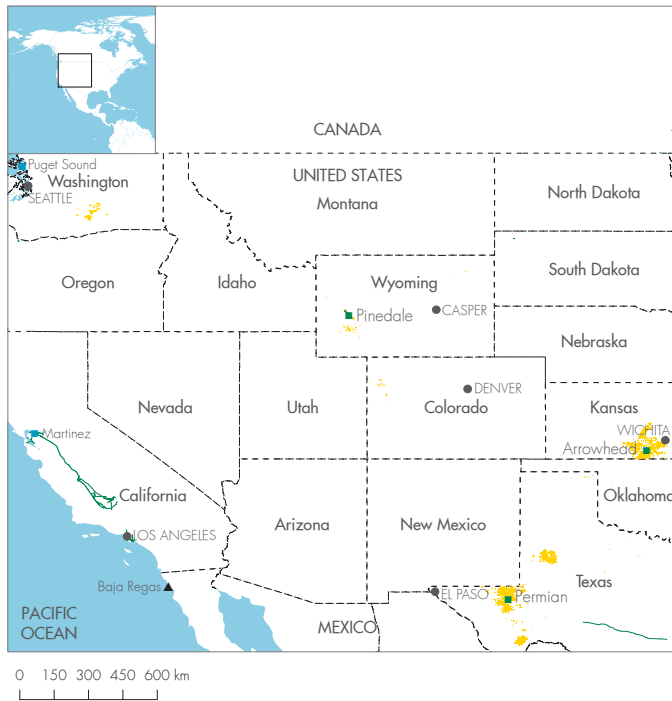 CANADA
Puget Sound
Washington
SEATTLE
UNITED STATES
Montana
North Dakota
Oregon
Idaho
Wyoming
South Dakota
Pinedale
CASPER
Nebraska
Nevada
Utah
Colorado
DENVER
Kansas
WICHITA
Arrowhead
Martinez
California
Oklahoma
LOS ANGELES
Arizona
New Mexico
Baja Regas
EL PASO
Permian
Texas
PACIFIC
OCEAN
MEXICO
0 150 300 450 600 km